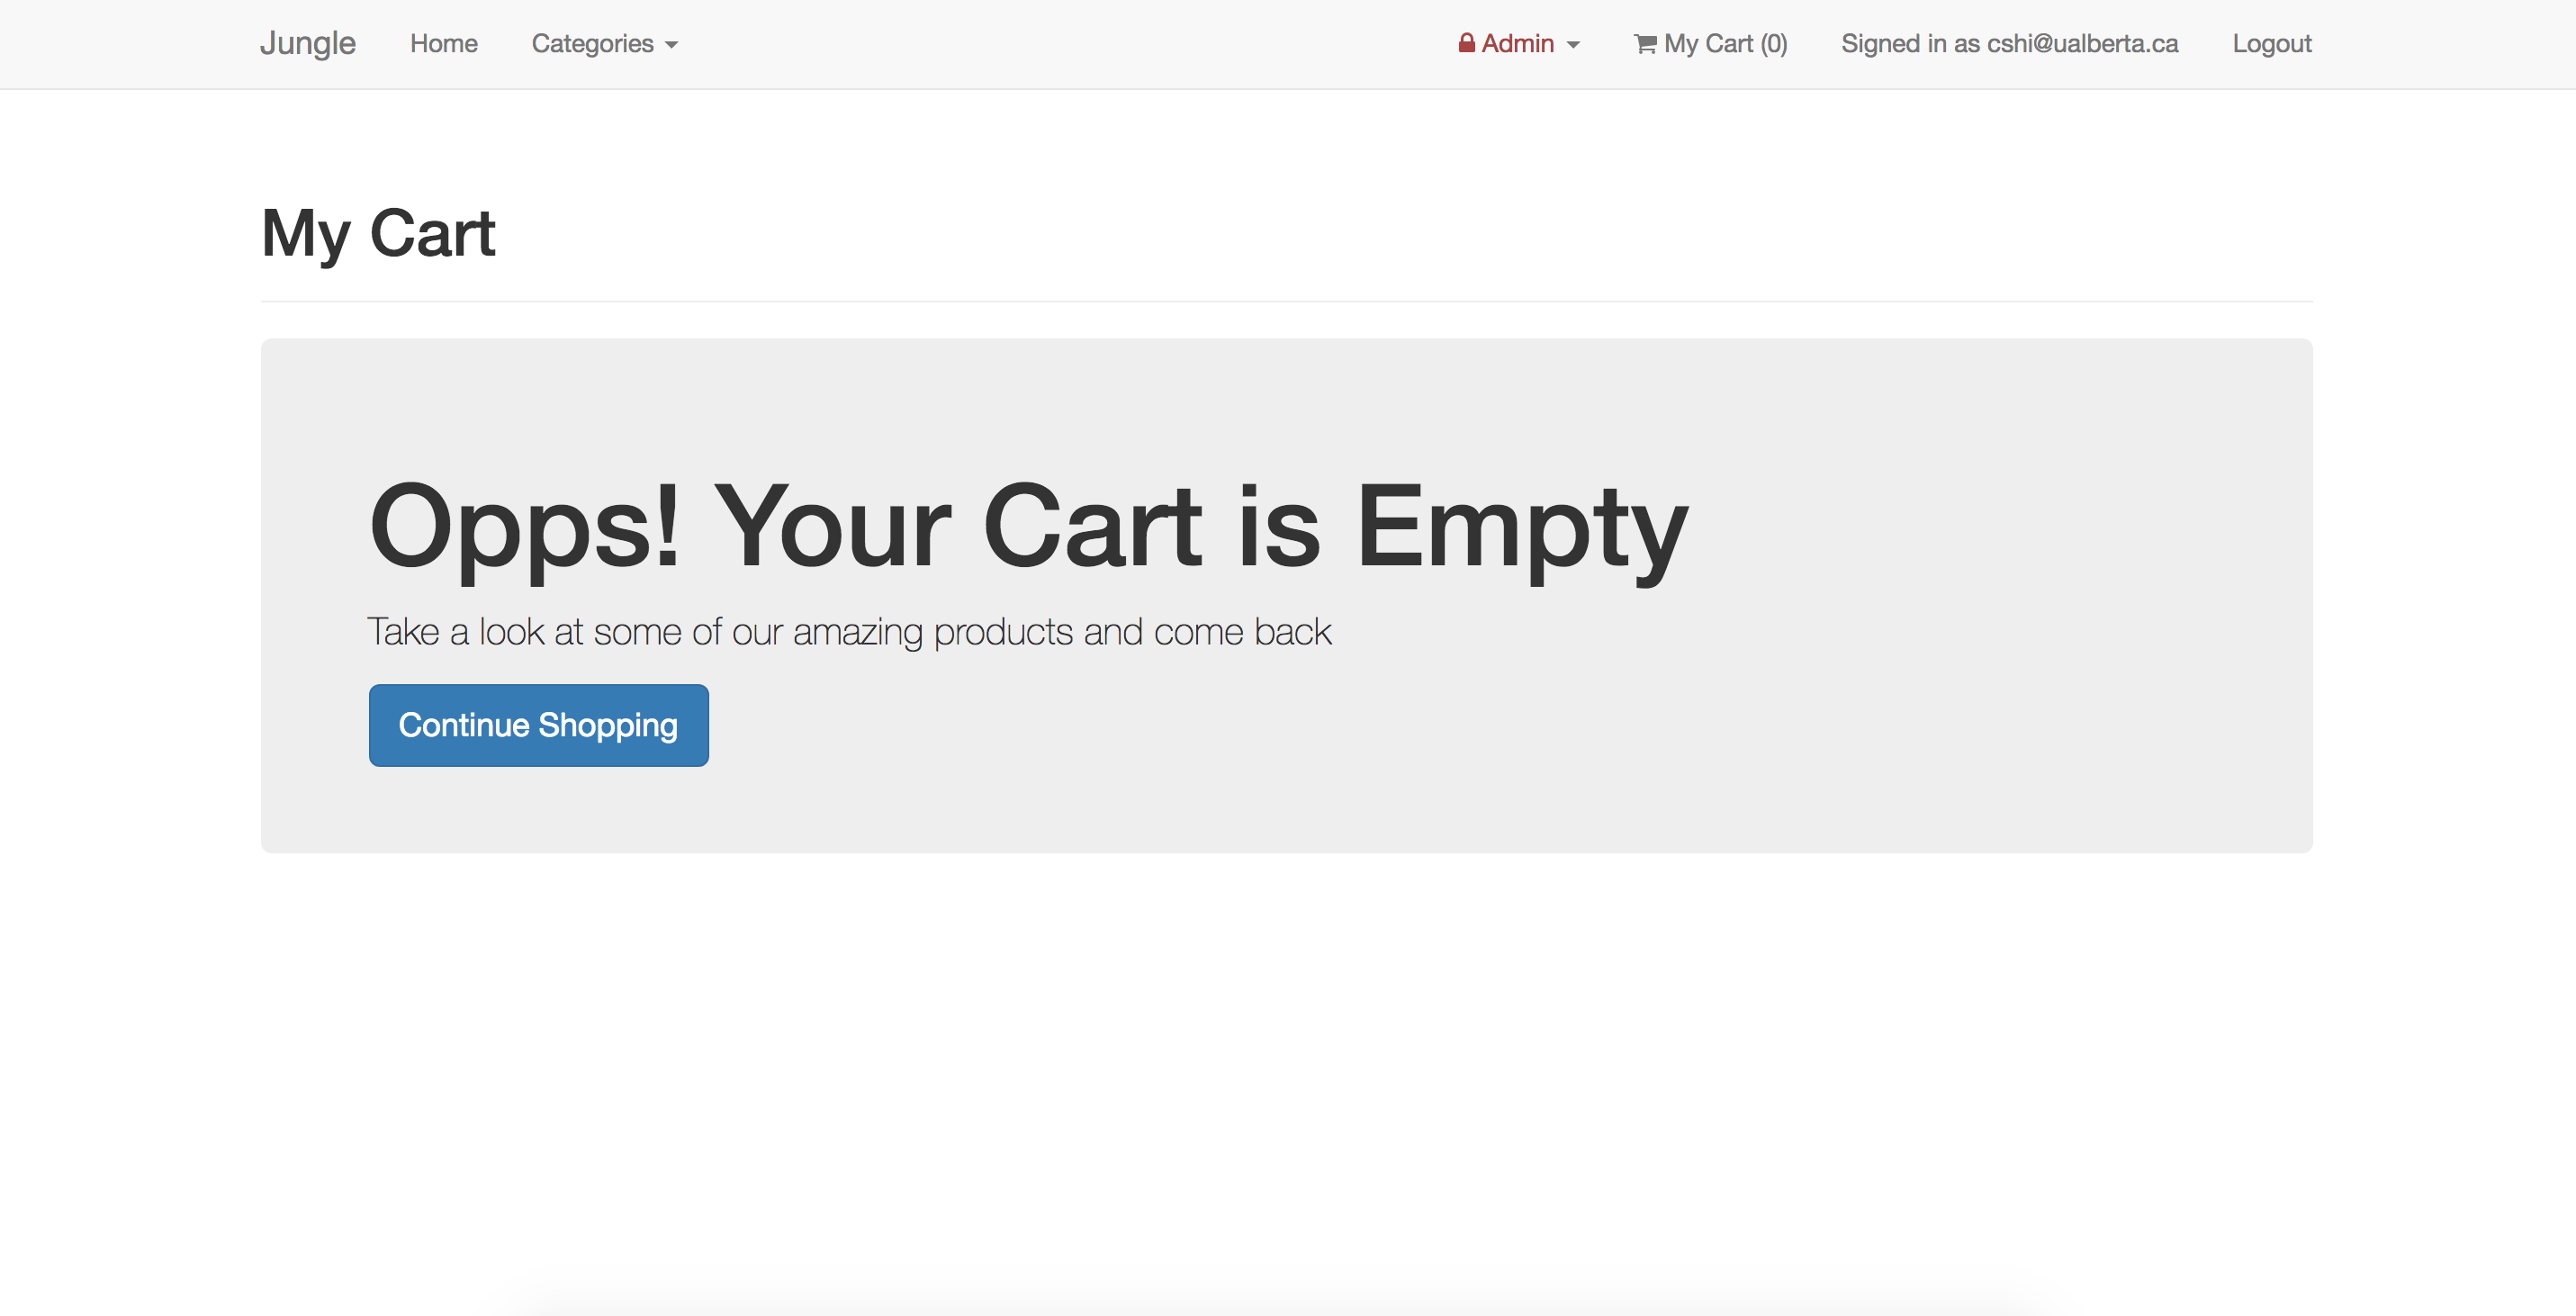 Jungle Home Categories Admin My Cart (0) Signed in as cshi@ualberta.ca Logout
My Cart
Opps! Your Cart is Empty
Take a look at some of our amazing products and come back
Continue Shopping